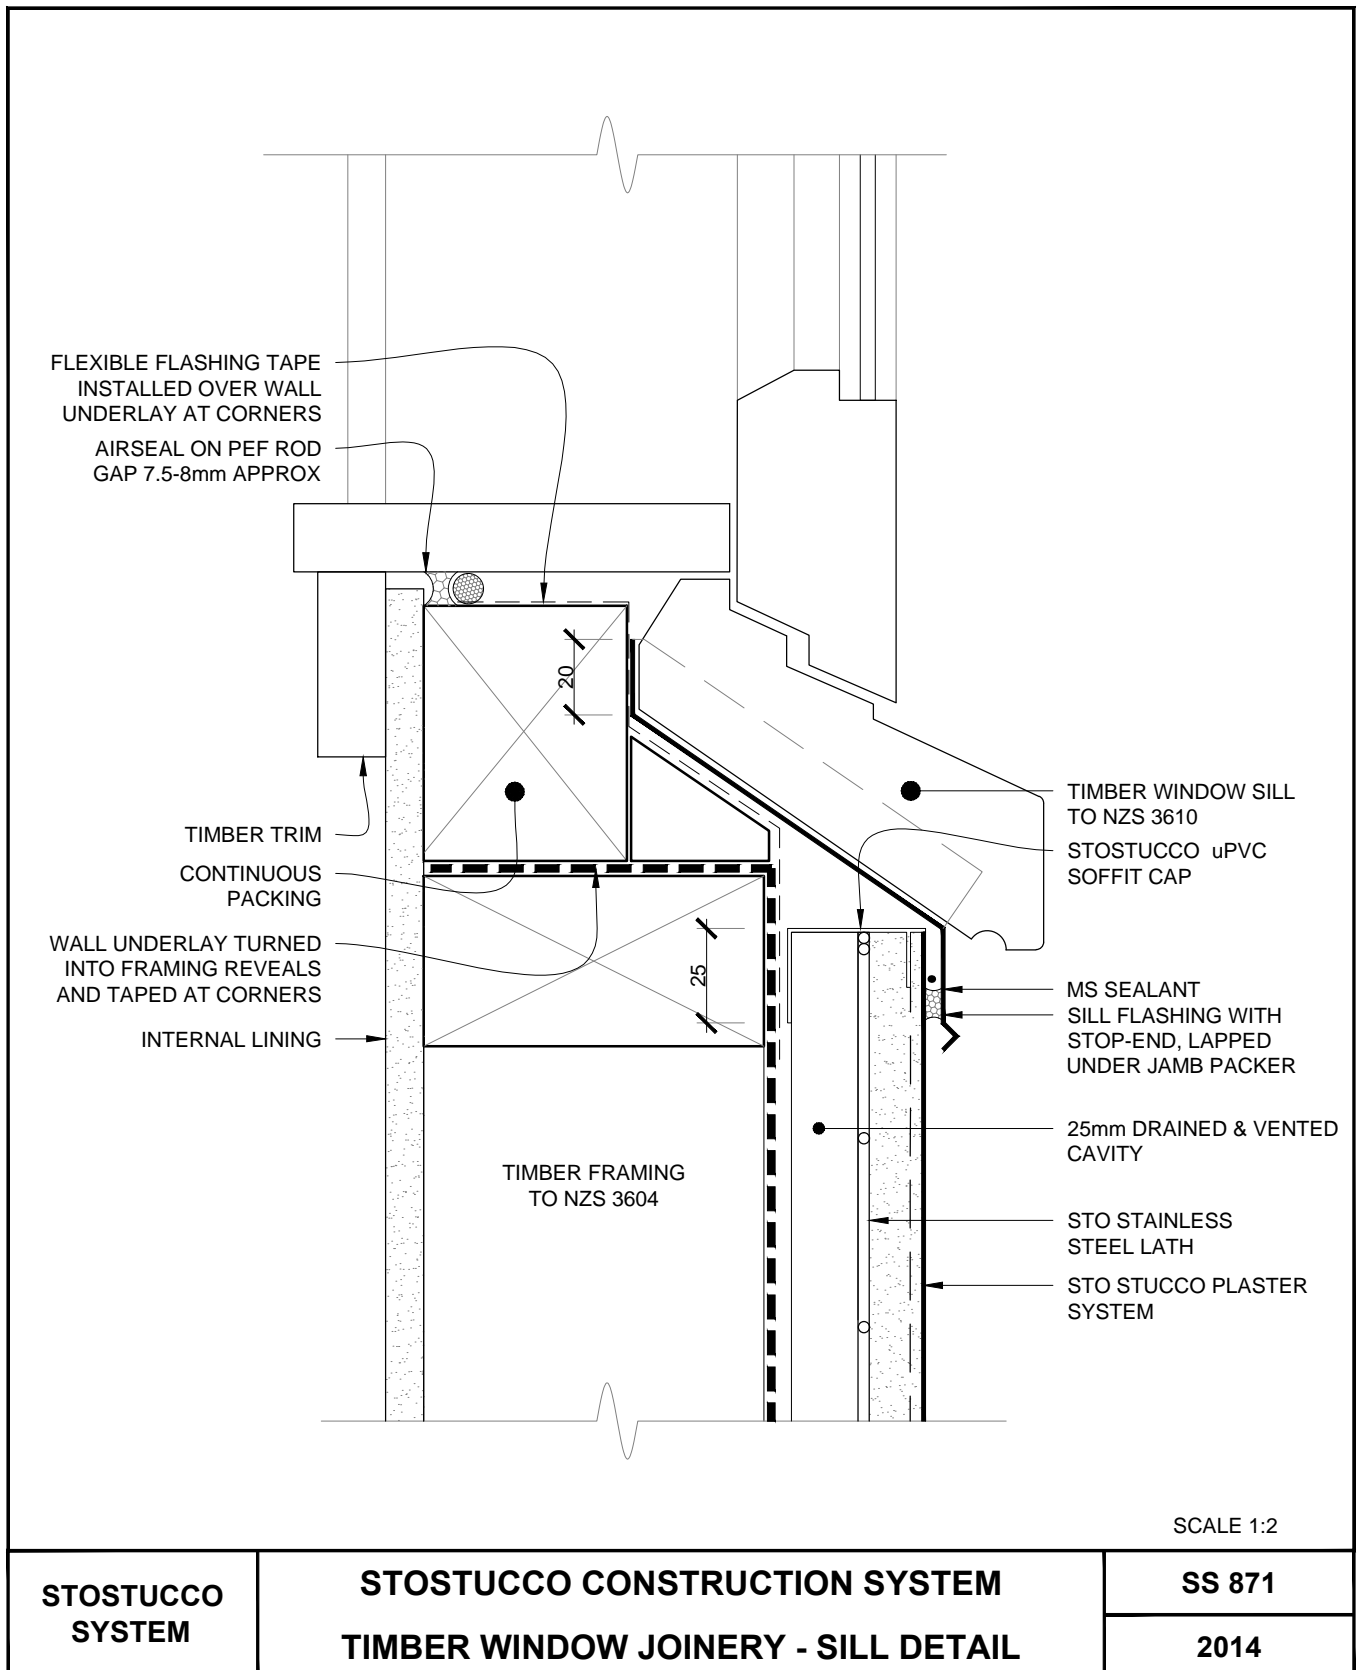 FLEXIBLE FLASHING TAPE
INSTALLED OVER WALL
UNDERLAY AT CORNERS
AIRSEAL ON PEF ROD
GAP 7.5-8mm APPROX
20
TIMBER TRIM
CONTINUOUS
PACKING
WALL UNDERLAY TURNED
INTO FRAMING REVEALS
AND TAPED AT CORNERS
INTERNAL LINING
25
TIMBER FRAMING
TO NZS 3604
TIMBER WINDOW SILL
TO NZS 3610
STOSTUCCO uPVC
SOFFIT CAP
MS SEALANT
SILL FLASHING WITH
STOP-END, LAPPED
UNDER JAMB PACKER
25mm DRAINED & VENTED
CAVITY
STO STAINLESS
STEEL LATH
STO STUCCO PLASTER
SYSTEM
SCALE 1:2
STOSTUCCO
SYSTEM
STOSTUCCO CONSTRUCTION SYSTEM
TIMBER WINDOW JOINERY - SILL DETAIL
SS 871
2014